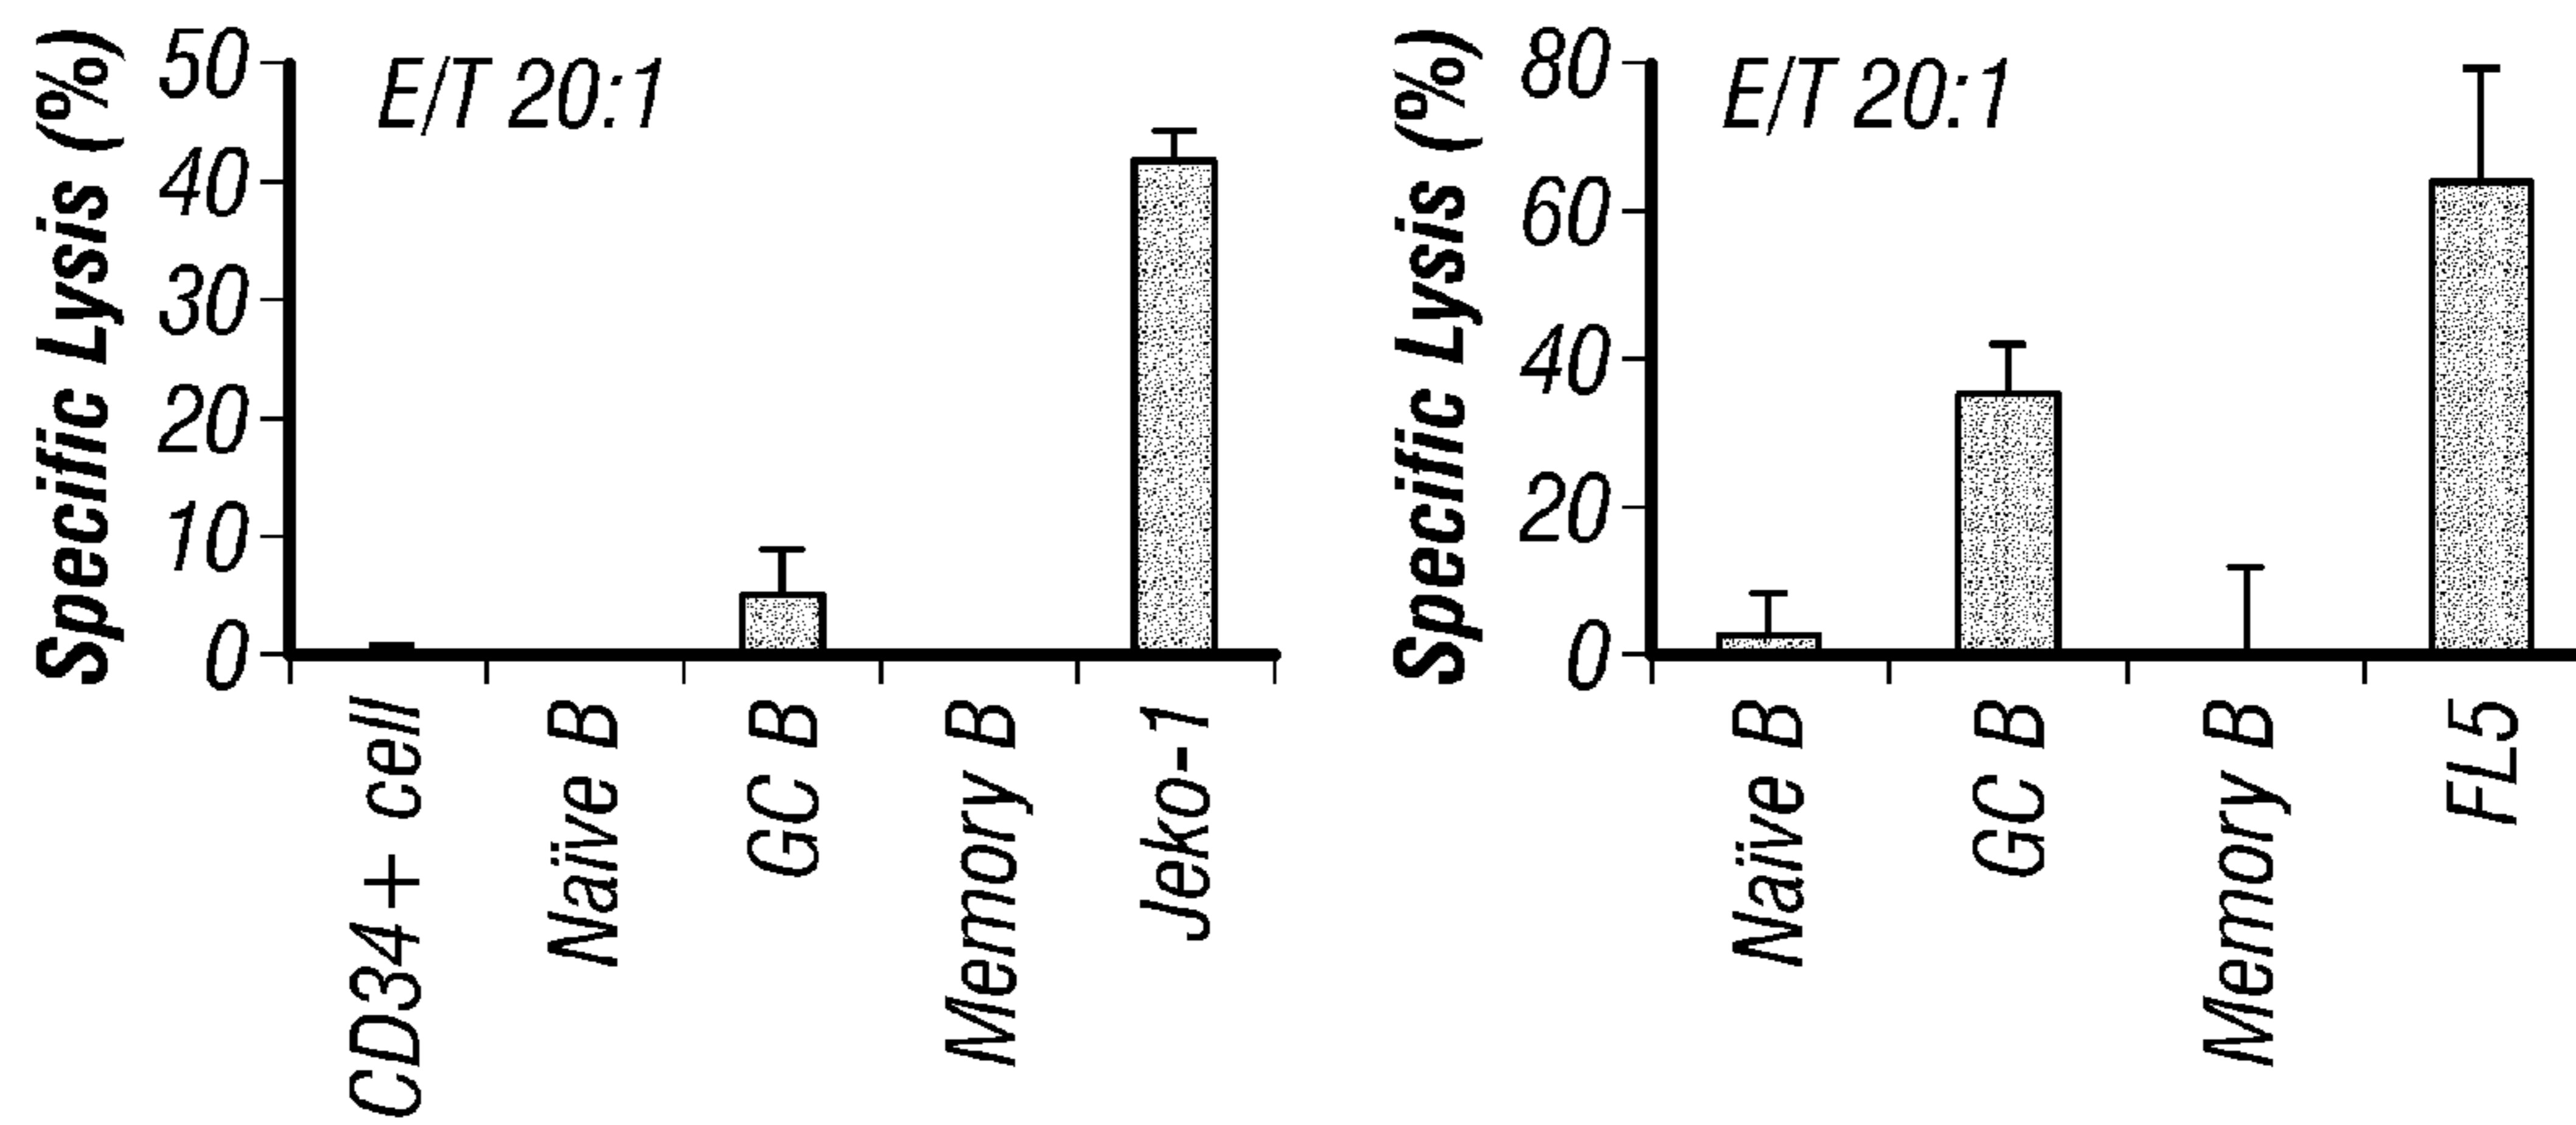 Specific Lysis (%)
50
40
30
20
10
0
E/T 20:1
CD34+ cell
Naïve B
GC B
Memory B
Jeko-1
Specific Lysis (%)
80
60
40
20
0
E/T 20:1
Naïve B
GC B
Memory B
FL5